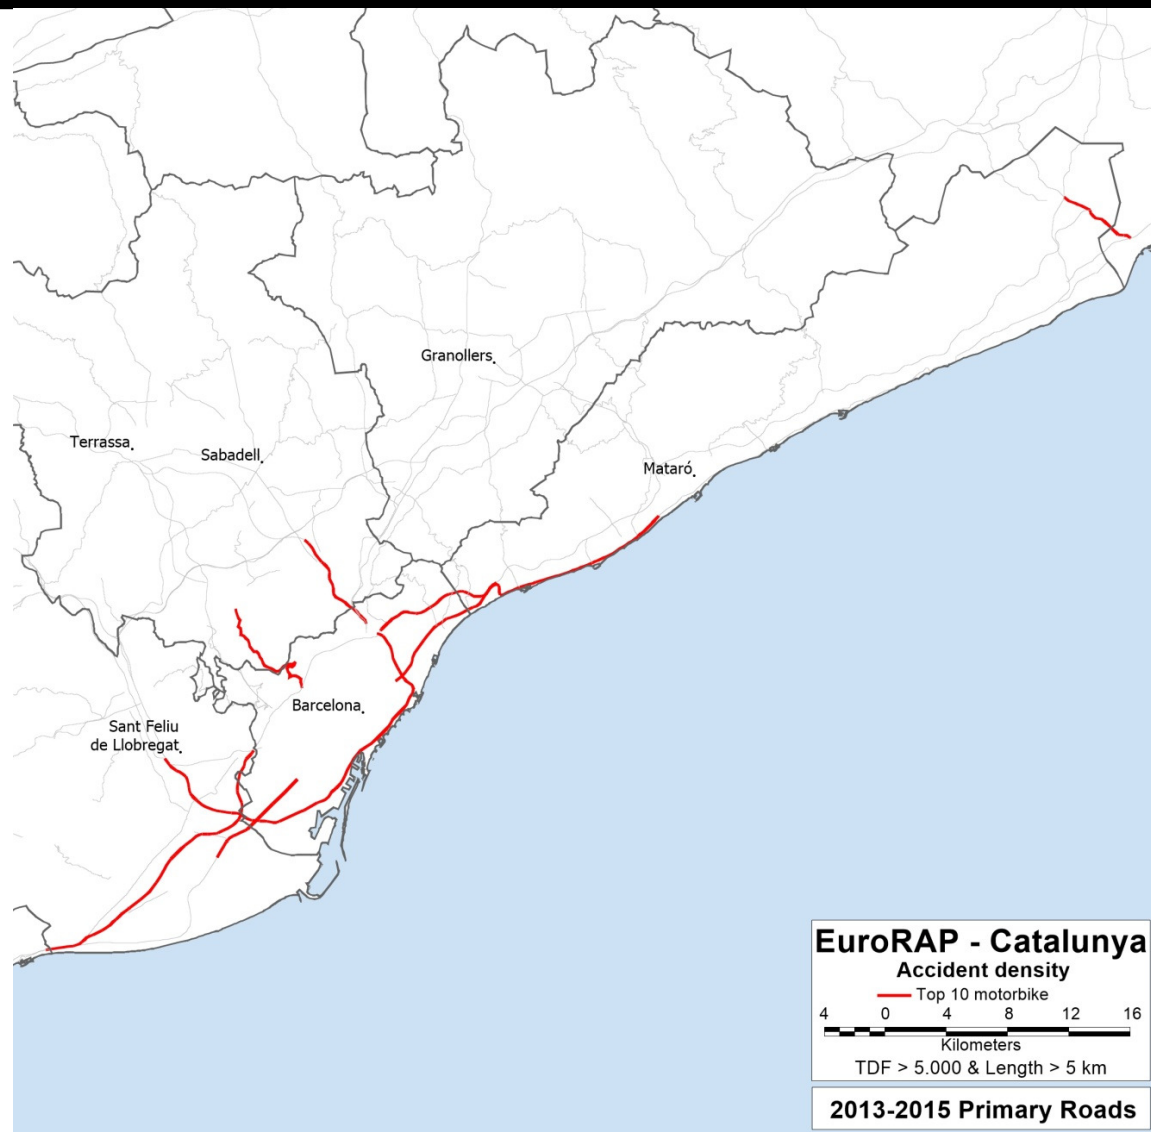 Granollers
Terrassa
Sabadell
Mataró
Barcelona
Sant Feliu
de Llobregat
EuroRAP - Catalunya
Accident density
Top 10 motorbike
4 0 4 8 12 16
Kilometers
TDF > 5.000 & Length > 5 km
2013-2015 Primary Roads